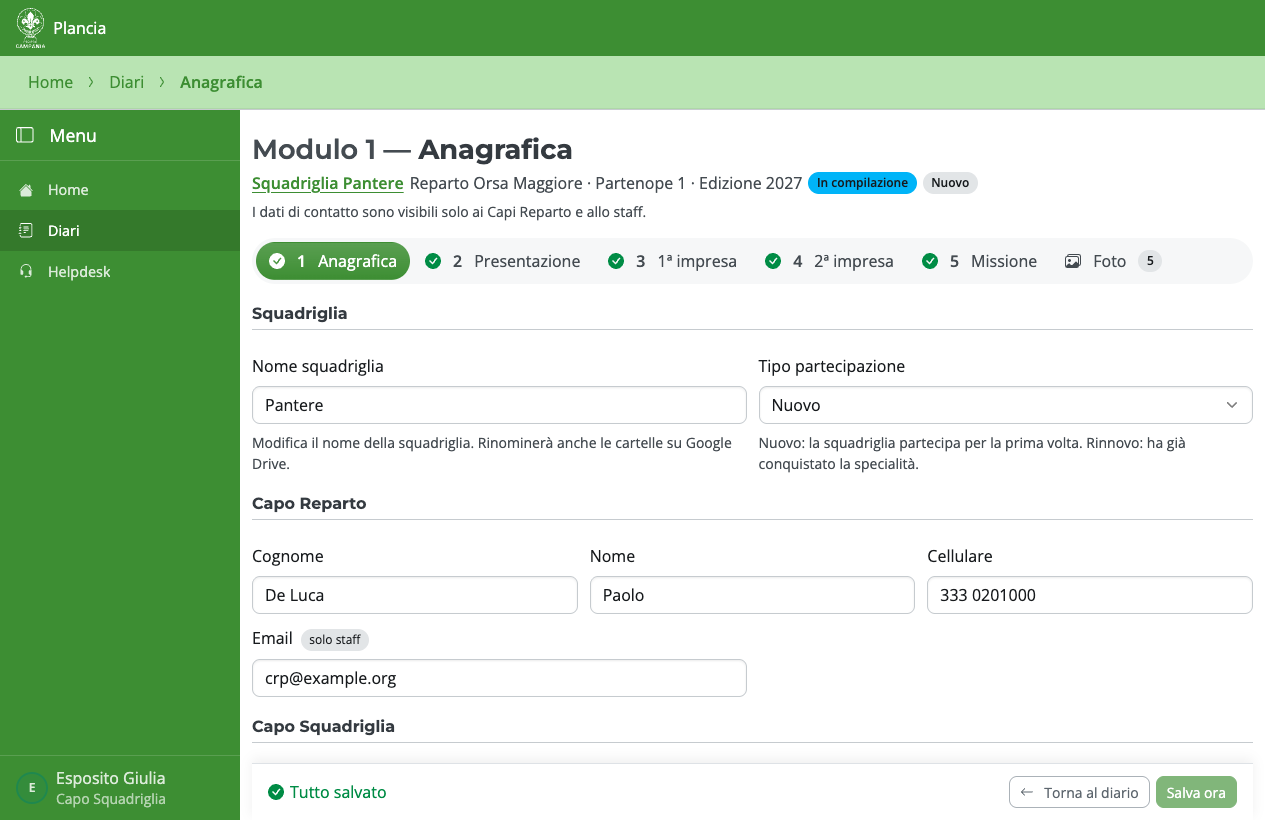 CAMPANIA
Plancia
Home > Diari > Anagrafica
Menu
Home
Diari
Helpdesk
E
Esposito Giulia
Capo Squadriglia
Modulo 1 — Anagrafica
Squadriglia Pantere Reparto Orsa Maggiore · Partenope 1 · Edizione 2027 In compilazione Nuovo
I dati di contatto sono visibili solo ai Capi Reparto e allo staff.
1 Anagrafica 2 Presentazione 3 1ª impresa 4 2ª impresa 5 Missione Foto 5
Squadriglia
Nome squadriglia
Pantere
Modifica il nome della squadriglia. Rinominerà anche le cartelle su Google
Drive.
Tipo partecipazione
Nuovo
Nuovo: la squadriglia partecipa per la prima volta. Rinnovo: ha già
conquistato la specialità.
Capo Reparto
Cognome
De Luca
Nome
Paolo
Cellulare
333 0201000
Email solo staff
crp@example.org
Capo Squadriglia
Tutto salvato
← Torna al diario
Salva ora